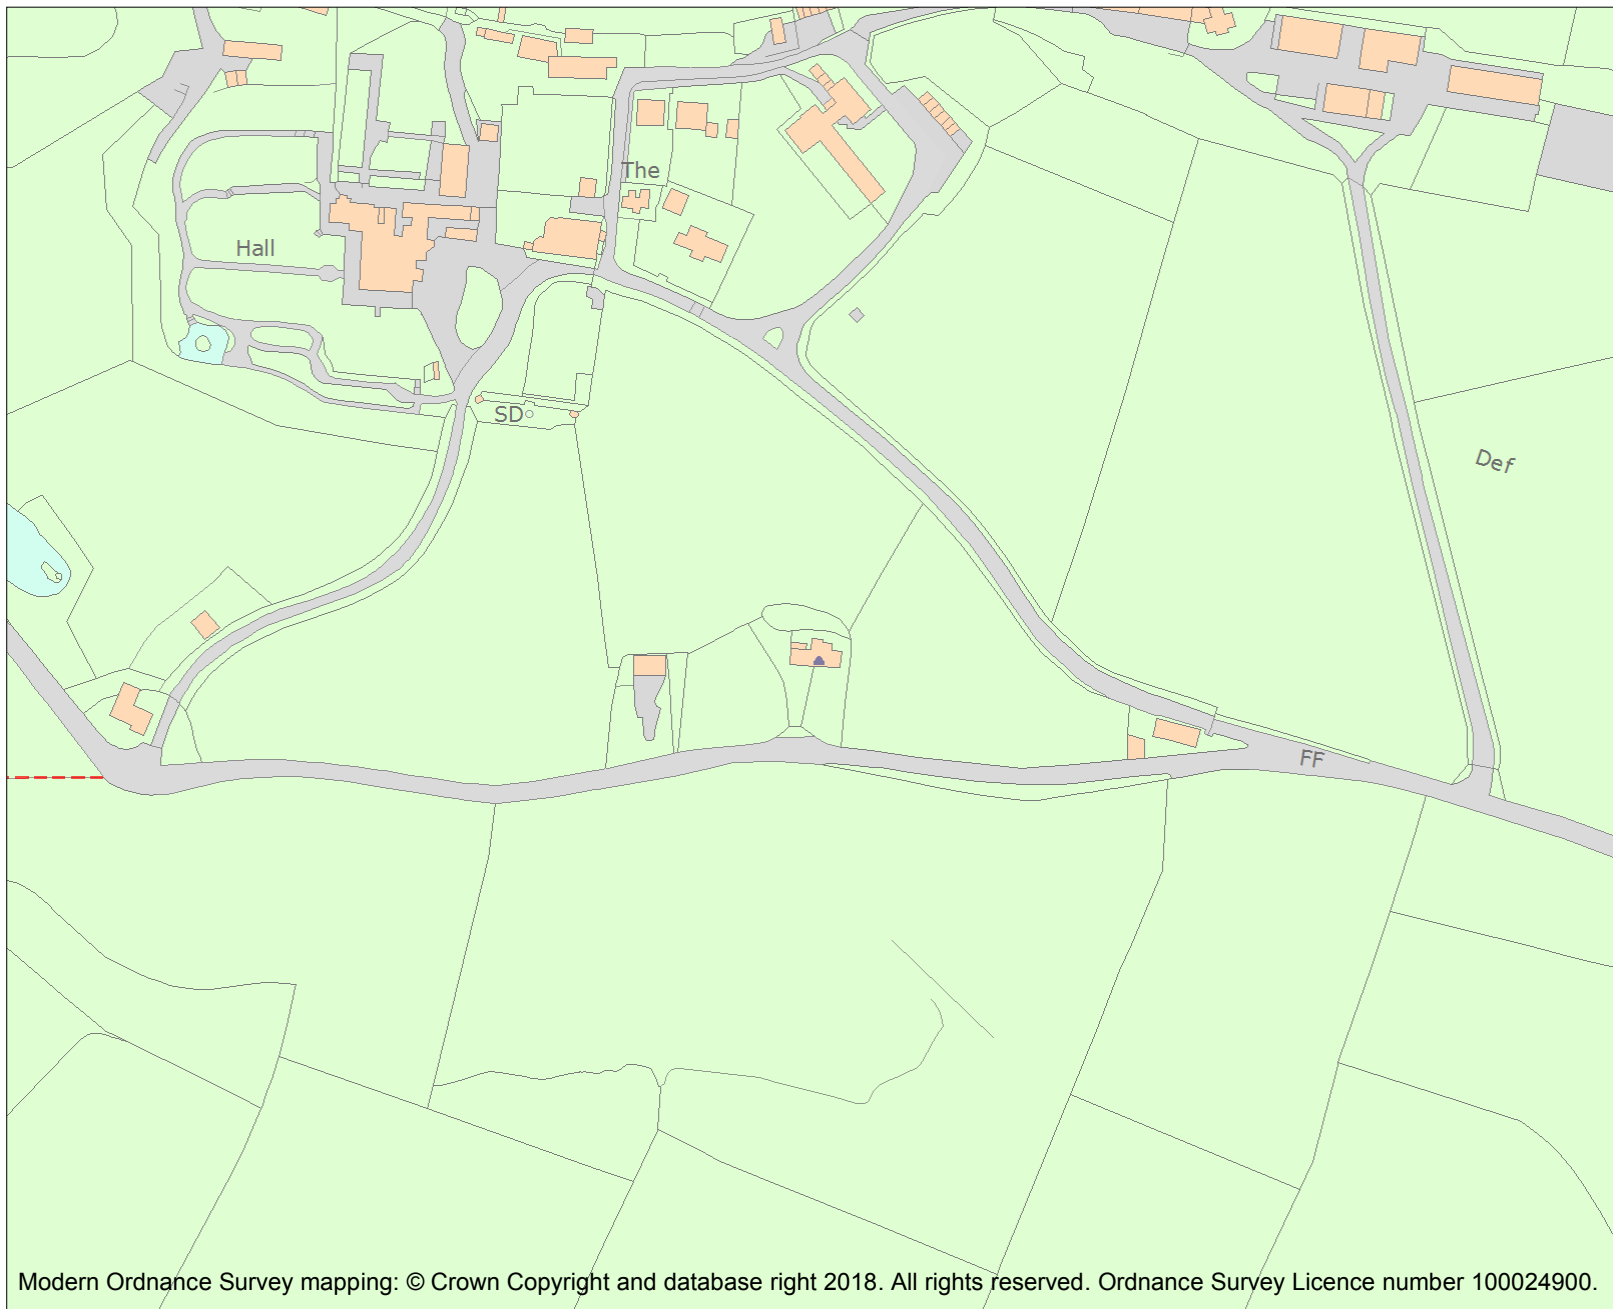 The
Hall
SD
Def
FF
Modern Ordnance Survey mapping: © Crown Copyright and database right 2018. All rights reserved. Ordnance Survey Licence number 100024900.